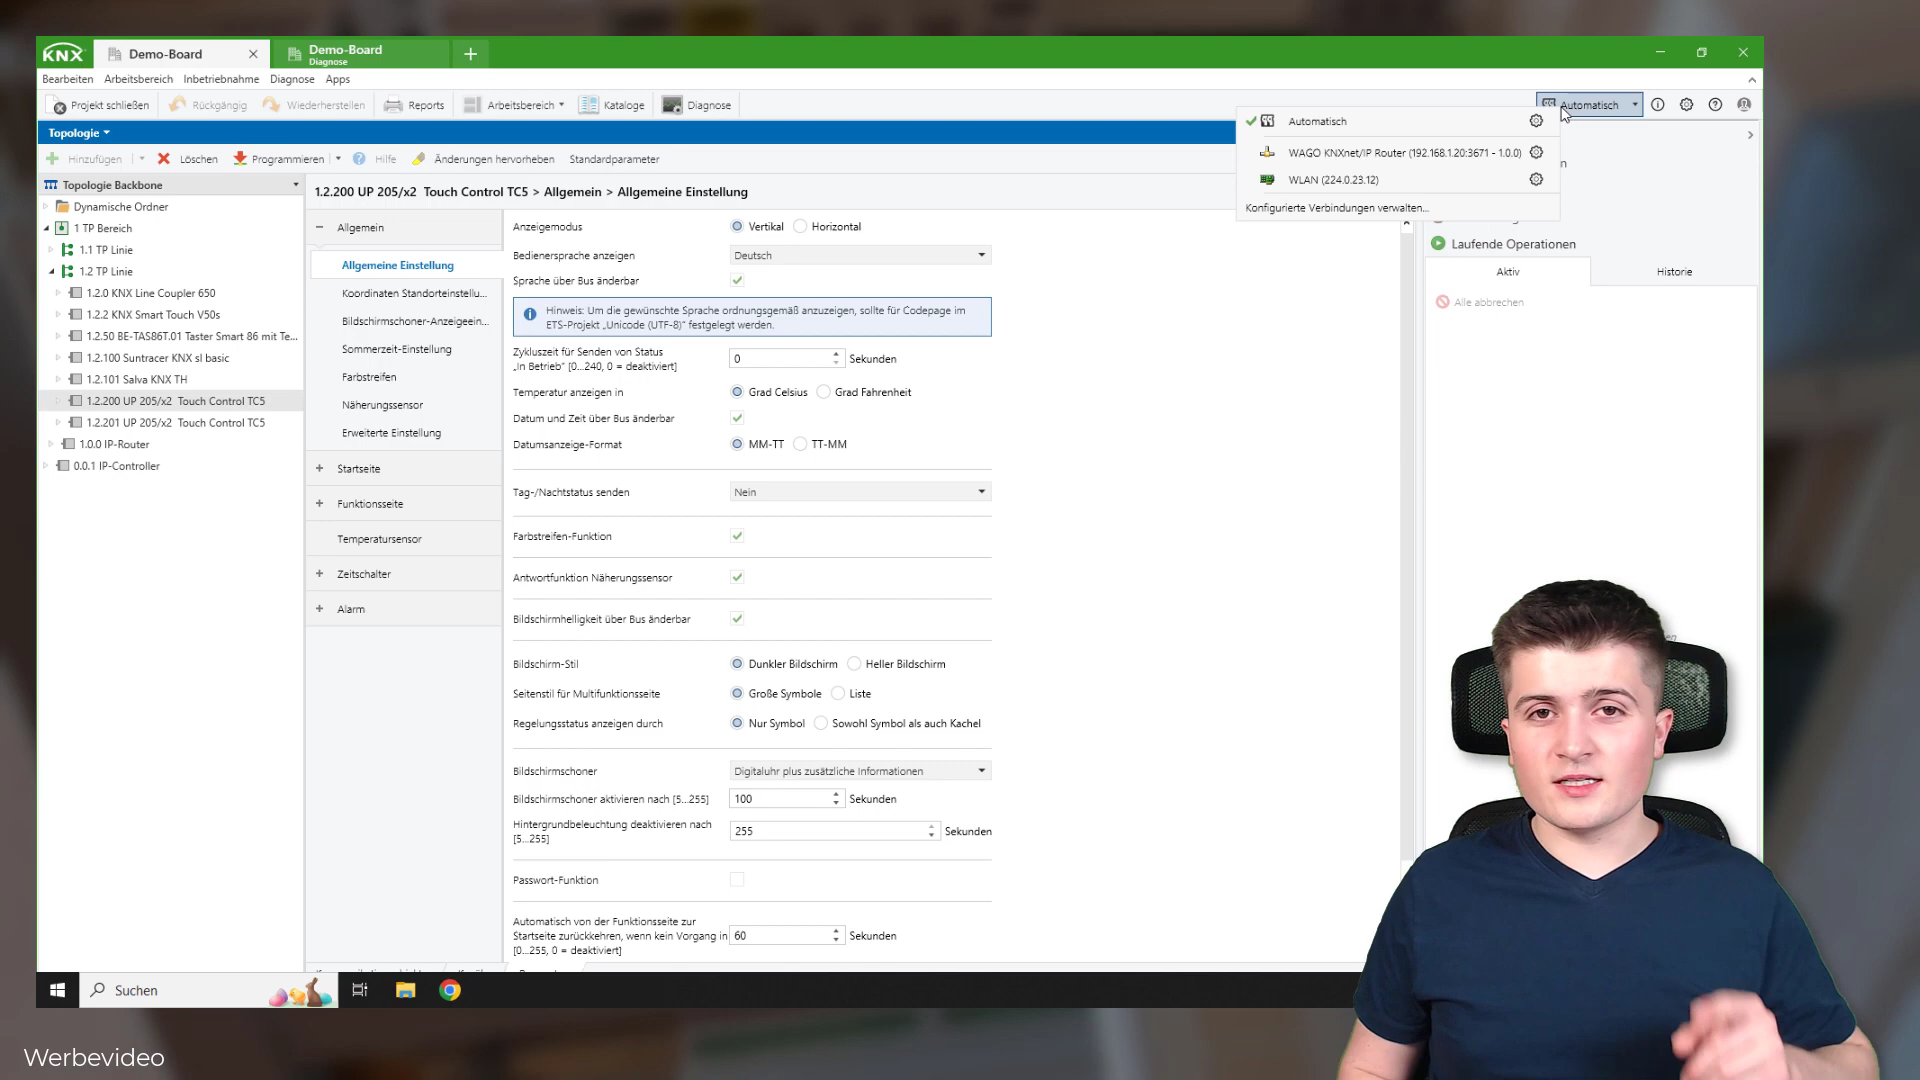 KNX
Demo-Board
Demo-Board
Diagnose
Bearbeiten Arbeitsbereich Inbetriebnahme Diagnose Apps
Projekt schließen Rückgängig Wiederherstellen Reports Arbeitsbereich Kataloge Diagnose Automatisch
Topologie
Hinzufügen Löschen Programmieren Hilfe Änderungen hervorheben Standardparameter
Automatisch
WAGO KNXnet/IP Router (192.168.1.20:3671 - 1.0.0)
WLAN (224.0.23.12)
Konfigurierte Verbindungen verwalten...
Topologie Backbone
Dynamische Ordner
1 TP Bereich
1.1 TP Linie
1.2 TP Linie
1.2.0 KNX Line Coupler 650
1.2.2 KNX Smart Touch V50s
1.2.50 BE-TAS86T.01 Taster Smart 86 mit Te...
1.2.100 Suntracer KNX sl basic
1.2.101 Salva KNX TH
1.2.200 UP 205/x2 Touch Control TC5
1.2.201 UP 205/x2 Touch Control TC5
1.0.0 IP-Router
0.0.1 IP-Controller
1.2.200 UP 205/x2 Touch Control TC5 > Allgemein > Allgemeine Einstellung
Allgemein
Allgemeine Einstellung
Koordinaten Standorteinstellu...
Bildschirmschoner-Anzeigeein...
Sommerzeit-Einstellung
Farbstreifen
Näherungssensor
Erweiterte Einstellung
Startseite
Funktionsseite
Temperatursensor
Zeitschalter
Alarm
Anzeigemodus Vertikal Horizontal
Bedienersprache anzeigen Deutsch
Sprache über Bus änderbar
Hinweis: Um die gewünschte Sprache ordnungsgemäß anzuzeigen, sollte für Codepage im
ETS-Projekt „Unicode (UTF-8)" festgelegt werden.
Zykluszeit für Senden von Status
„In Betrieb" [0...240, 0 = deaktiviert] 0 Sekunden
Temperatur anzeigen in Grad Celsius Grad Fahrenheit
Datum und Zeit über Bus änderbar
Datumsanzeige-Format MM-TT TT-MM
Tag-/Nachtstatus senden Nein
Farbstreifen-Funktion
Antwortfunktion Näherungssensor
Bildschirmhelligkeit über Bus änderbar
Bildschirm-Stil Dunkler Bildschirm Heller Bildschirm
Seitenstil für Multifunktionsseite Große Symbole Liste
Regelungsstatus anzeigen durch Nur Symbol Sowohl Symbol als auch Kachel
Bildschirmschoner Digitaluhr plus zusätzliche Informationen
Bildschirmschoner aktivieren nach [5...255] 100 Sekunden
Hintergrundbeleuchtung deaktivieren nach
[5...255] 255 Sekunden
Passwort-Funktion
Automatisch von der Funktionsseite zur
Startseite zurückkehren, wenn kein Vorgang in 60 Sekunden
[0...255, 0 = deaktiviert]
Laufende Operationen
Aktiv Historie
Alle abbrechen
Suchen
Werbevideo